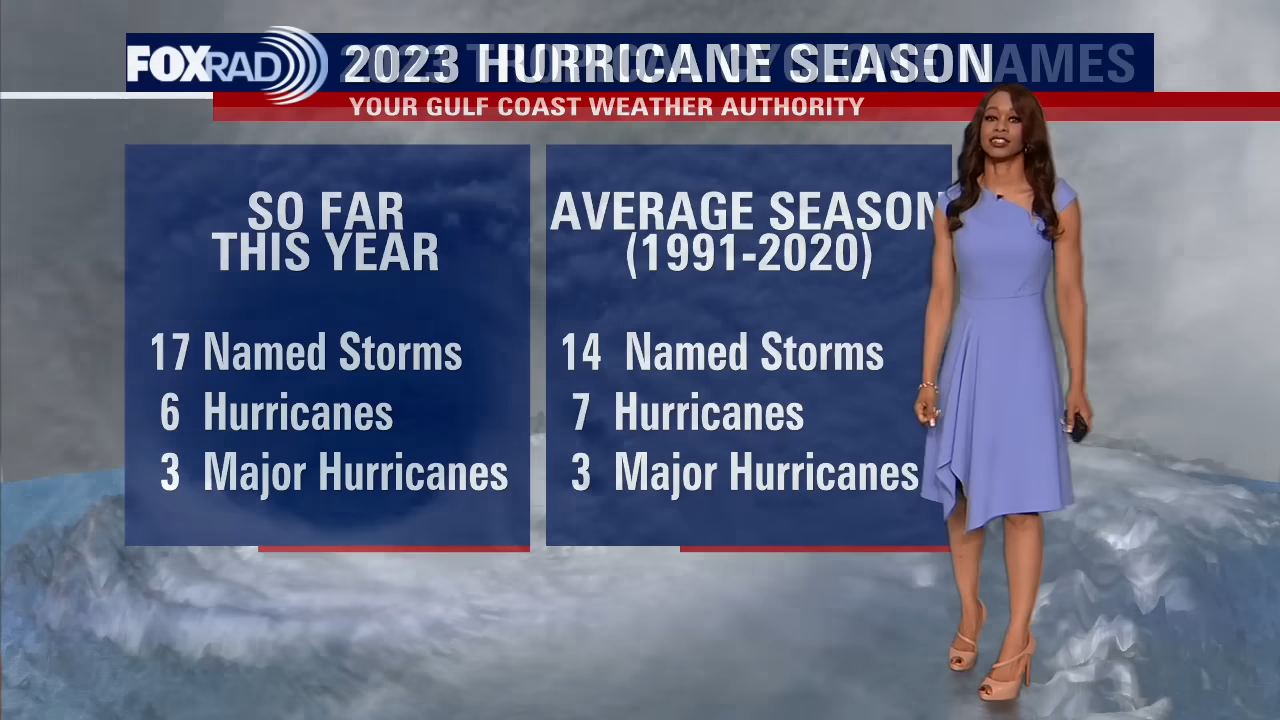 FOXRAD 2023 HURRICANE SEASON NAMES
YOUR GULF COAST WEATHER AUTHORITY
SO FAR
THIS YEAR
17 Named Storms
6 Hurricanes
3 Major Hurricanes
AVERAGE SEASON
(1991-2020)
14 Named Storms
7 Hurricanes
3 Major Hurricanes